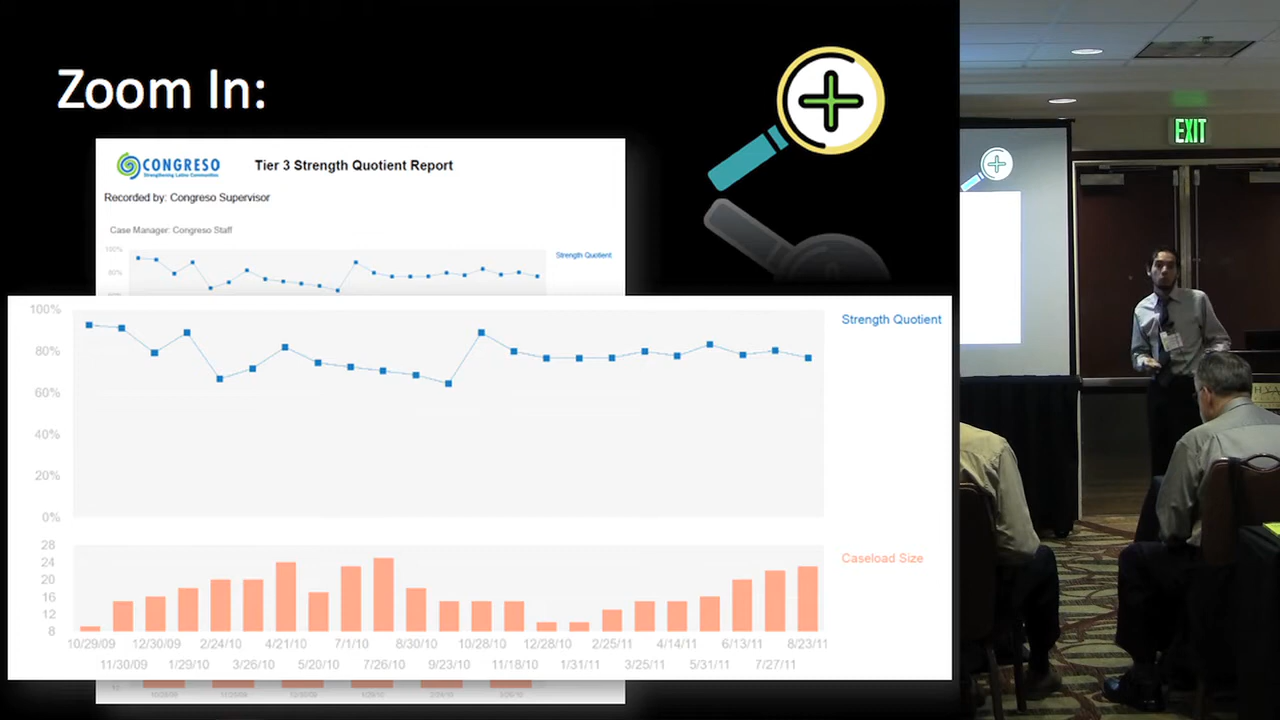 Zoom In:
CONGRESO
Strengthening Latino Communities
Tier 3 Strength Quotient Report
Recorded by: Congreso Supervisor
Case Manager: Congreso Staff
100%
Strength Quotient
80%
100%
Strength Quotient
80%
60%
40%
20%
0%
28
Caseload Size
24
20
16
12
8
10/29/09 12/30/09 2/24/10 4/21/10 7/1/10 8/30/10 10/28/10 12/28/10 2/25/11 4/14/11 6/13/11 8/23/11
11/30/09 1/29/10 3/26/10 5/20/10 7/26/10 9/23/10 11/18/10 1/31/11 3/25/11 5/31/11 7/27/11
EXIT